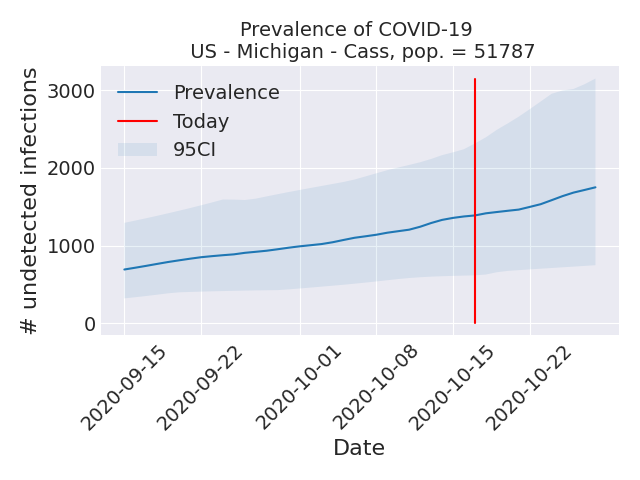 Prevalence of COVID-19
US - Michigan - Cass, pop. = 51787
# undetected infections
3000
2000
1000
0
Prevalence
Today
95CI
2020-09-15
2020-09-22
2020-10-01
2020-10-08
2020-10-15
2020-10-22
Date